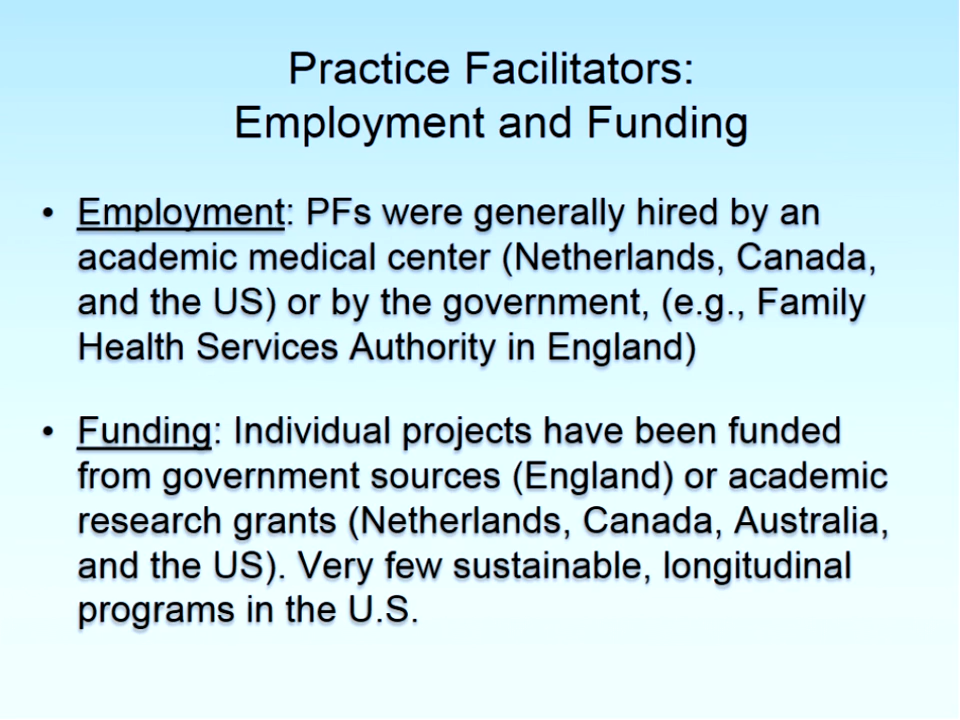 Practice Facilitators:
Employment and Funding
• Employment: PFs were generally hired by an
academic medical center (Netherlands, Canada,
and the US) or by the government, (e.g., Family
Health Services Authority in England)
• Funding: Individual projects have been funded
from government sources (England) or academic
research grants (Netherlands, Canada, Australia,
and the US). Very few sustainable, longitudinal
programs in the U.S.